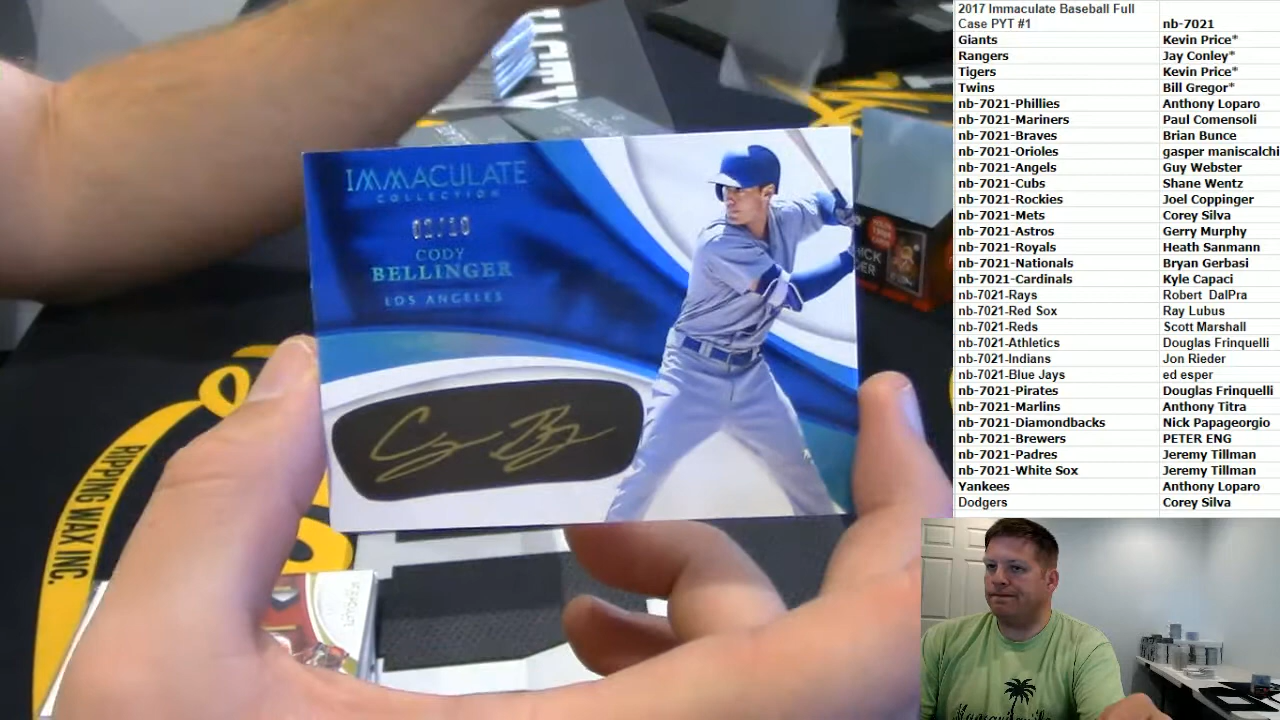 IMMACULATE
COLLECTION
02/10
CODY
BELLINGER
LOS ANGELES
RIPPING WAX INC.
2017 Immaculate Baseball Full
Case PYT #1 nb-7021
Giants Kevin Price*
Rangers Jay Conley*
Tigers Kevin Price*
Twins Bill Gregor*
nb-7021-Phillies Anthony Loparo
nb-7021-Mariners Paul Comensoli
nb-7021-Braves Brian Bunce
nb-7021-Orioles gasper maniscalchi
nb-7021-Angels Guy Webster
nb-7021-Cubs Shane Wentz
nb-7021-Rockies Joel Coppinger
nb-7021-Mets Corey Silva
nb-7021-Astros Gerry Murphy
nb-7021-Royals Heath Sanmann
nb-7021-Nationals Bryan Gerbasi
nb-7021-Cardinals Kyle Capaci
nb-7021-Rays Robert DalPra
nb-7021-Red Sox Ray Lubus
nb-7021-Reds Scott Marshall
nb-7021-Athletics Douglas Frinquelli
nb-7021-Indians Jon Rieder
nb-7021-Blue Jays ed esper
nb-7021-Pirates Douglas Frinquelli
nb-7021-Marlins Anthony Titra
nb-7021-Diamondbacks Nick Papageorgio
nb-7021-Brewers PETER ENG
nb-7021-Padres Jeremy Tillman
nb-7021-White Sox Jeremy Tillman
Yankees Anthony Loparo
Dodgers Corey Silva